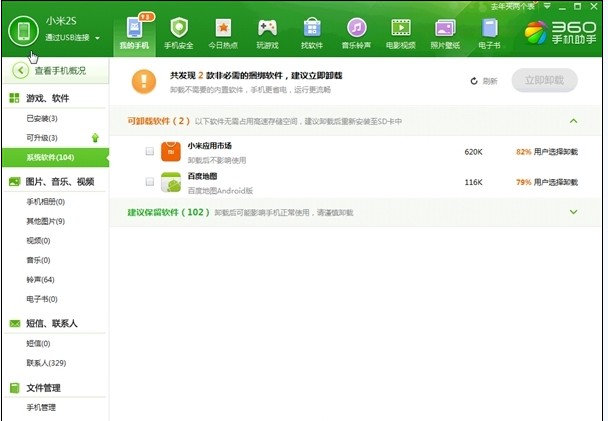 小米2S
通过USB连接
去年买两个表
我的手机
手机安全
今日热点
玩游戏
找软件
音乐铃声
电影视频
照片壁纸
电子书
360
手机助手
查看手机概况
游戏、软件
已安装(3)
可升级(3)
系统软件(104)
图片、音乐、视频
手机相册(0)
其他图片(9)
视频(0)
音乐(0)
铃声(64)
电子书(0)
短信、联系人
短信(0)
联系人(329)
文件管理
手机管理
共发现 2 款非必需的捆绑软件，建议立即卸载
卸载不需要的内置软件，手机更省电，运行更流畅
刷新
立即卸载
可卸载软件（2） 以下软件无需占用高速存储空间，建议卸载后重新安装至SD卡中
小米应用市场
卸载后不影响使用
620K
82% 用户选择卸载
百度地图
百度地图Android版
116K
79% 用户选择卸载
建议保留软件（102） 卸载后可能影响手机正常使用，请谨慎卸载